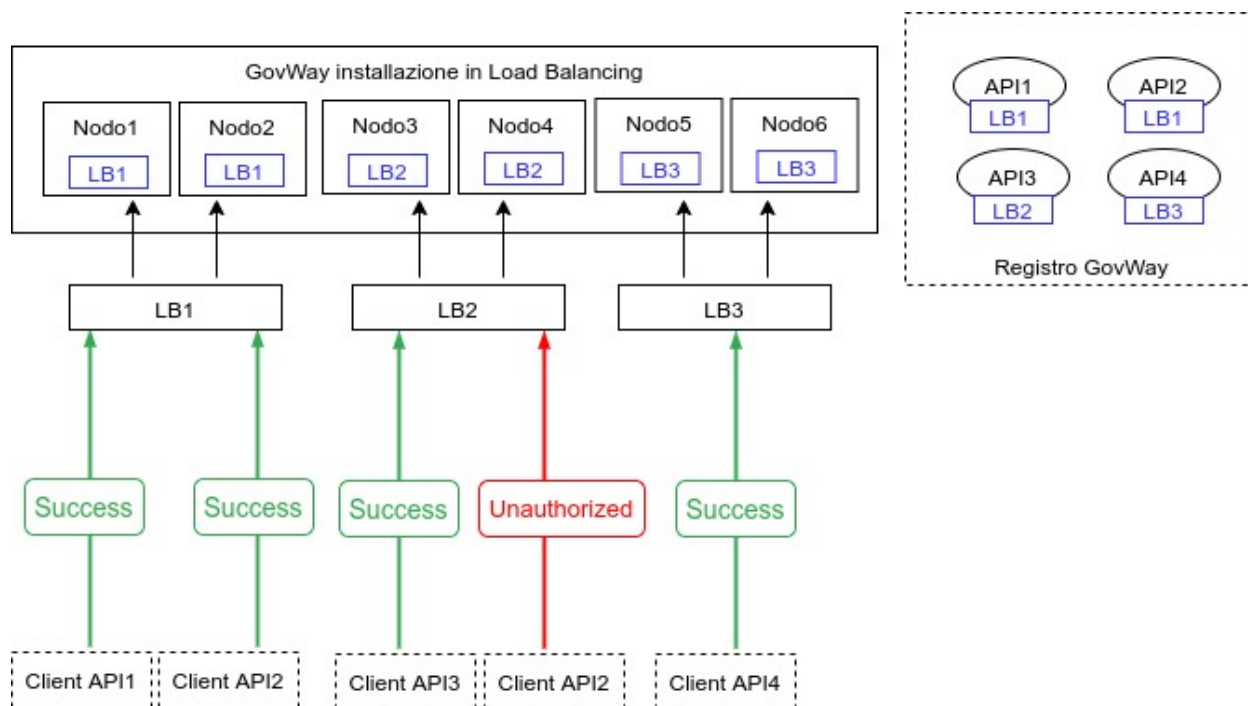 GovWay installazione in Load Balancing
Nodo1
Nodo2
Nodo3
Nodo4
Nodo5
Nodo6
LB1
LB1
LB2
LB2
LB3
LB3
API1
API2
LB1
LB1
API3
API4
LB2
LB3
Registro GovWay
LB1
LB2
LB3
Success
Success
Success
Unauthorized
Success
Client API1
Client API2
Client API3
Client API2
Client API4